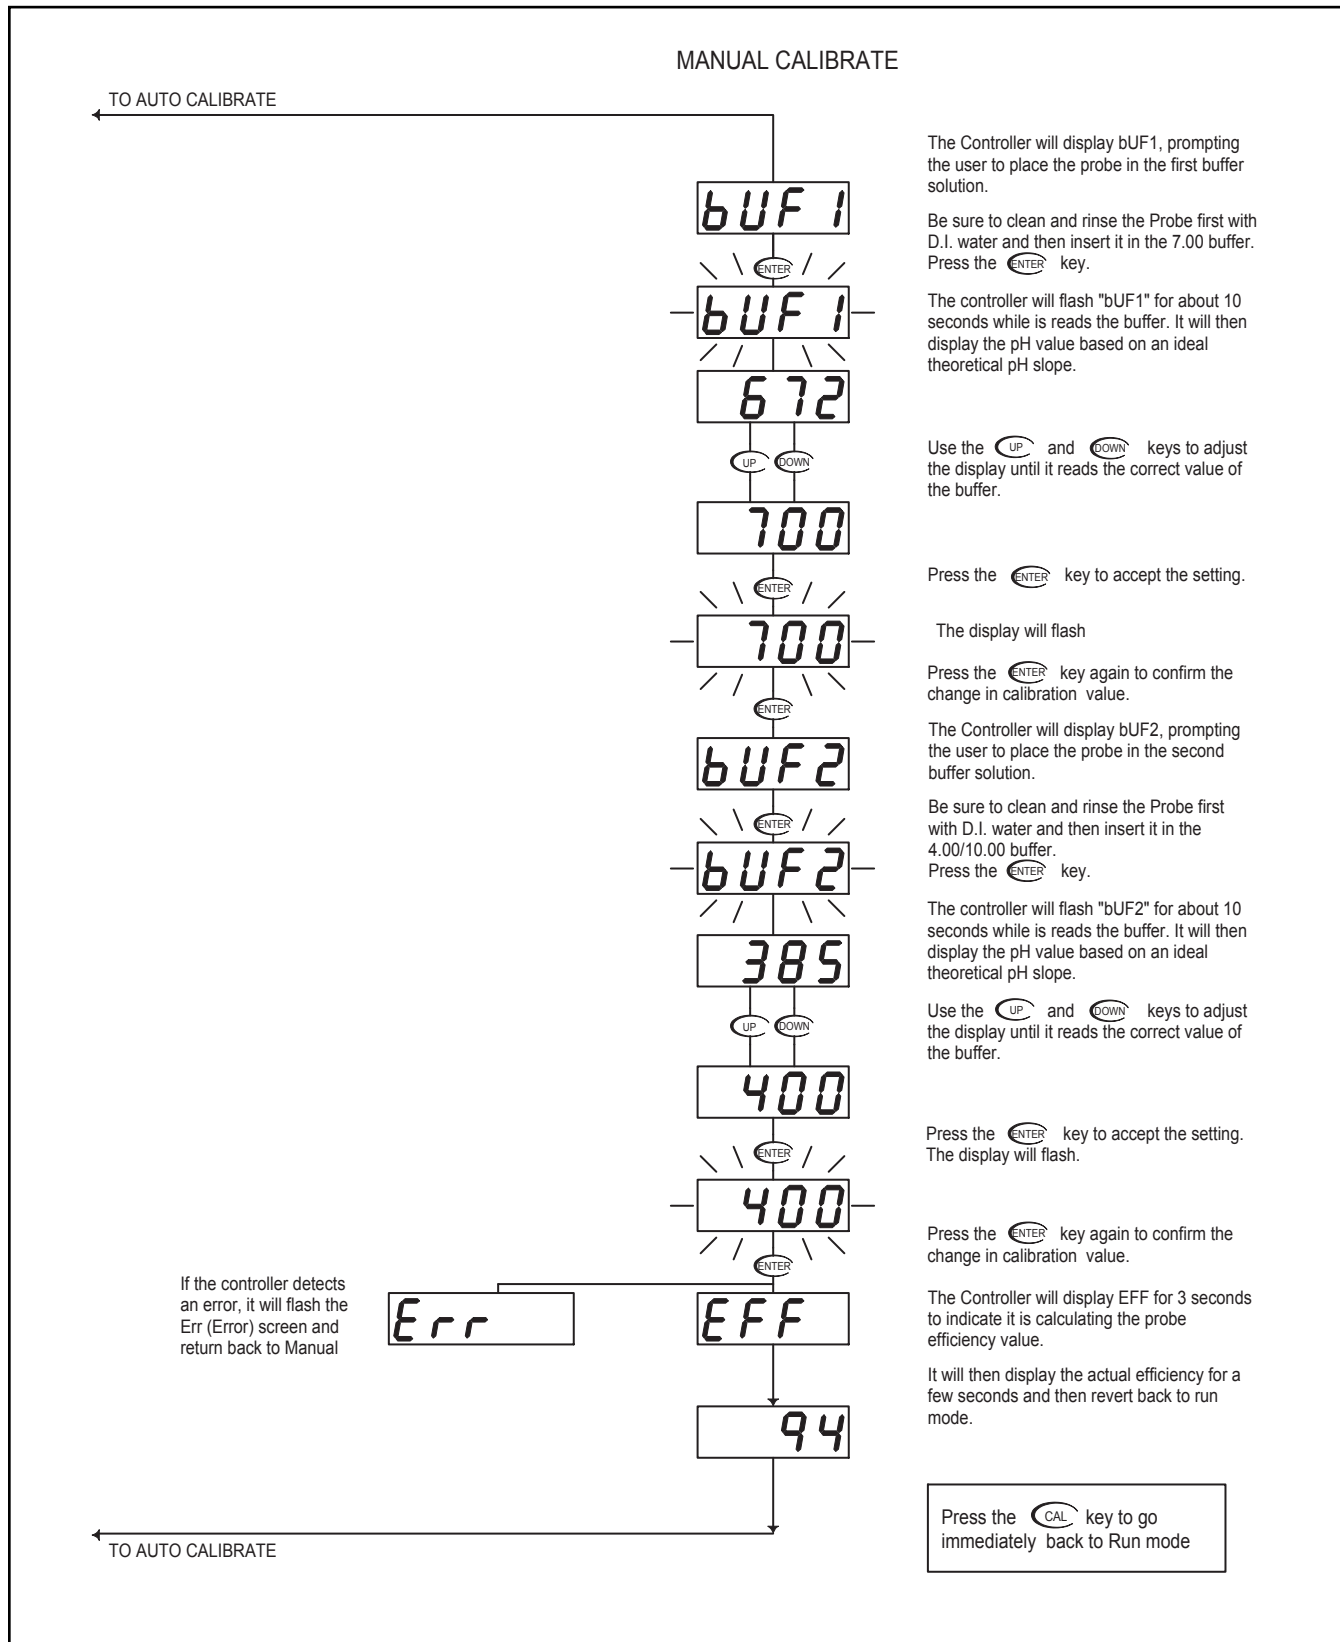 MANUAL CALIBRATE
TO AUTO CALIBRATE
bUF1
ENTER
bUF1
672
UP DOWN
700
ENTER
700
ENTER
bUF2
ENTER
bUF2
385
UP DOWN
400
ENTER
400
ENTER
If the controller detects
an error, it will flash the
Err (Error) screen and
return back to Manual
Err
EFF
94
TO AUTO CALIBRATE
The Controller will display bUF1, prompting
the user to place the probe in the first buffer
solution.
Be sure to clean and rinse the Probe first with
D.I. water and then insert it in the 7.00 buffer.
Press the ENTER key.
The controller will flash "bUF1" for about 10
seconds while is reads the buffer. It will then
display the pH value based on an ideal
theoretical pH slope.
Use the UP and DOWN keys to adjust
the display until it reads the correct value of
the buffer.
Press the ENTER key to accept the setting.
The display will flash
Press the ENTER key again to confirm the
change in calibration value.
The Controller will display bUF2, prompting
the user to place the probe in the second
buffer solution.
Be sure to clean and rinse the Probe first
with D.I. water and then insert it in the
4.00/10.00 buffer.
Press the ENTER key.
The controller will flash "bUF2" for about 10
seconds while is reads the buffer. It will then
display the pH value based on an ideal
theoretical pH slope.
Use the UP and DOWN keys to adjust
the display until it reads the correct value of
the buffer.
Press the ENTER key to accept the setting.
The display will flash.
Press the ENTER key again to confirm the
change in calibration value.
The Controller will display EFF for 3 seconds
to indicate it is calculating the probe
efficiency value.
It will then display the actual efficiency for a
few seconds and then revert back to run
mode.
Press the CAL key to go
immediately back to Run mode